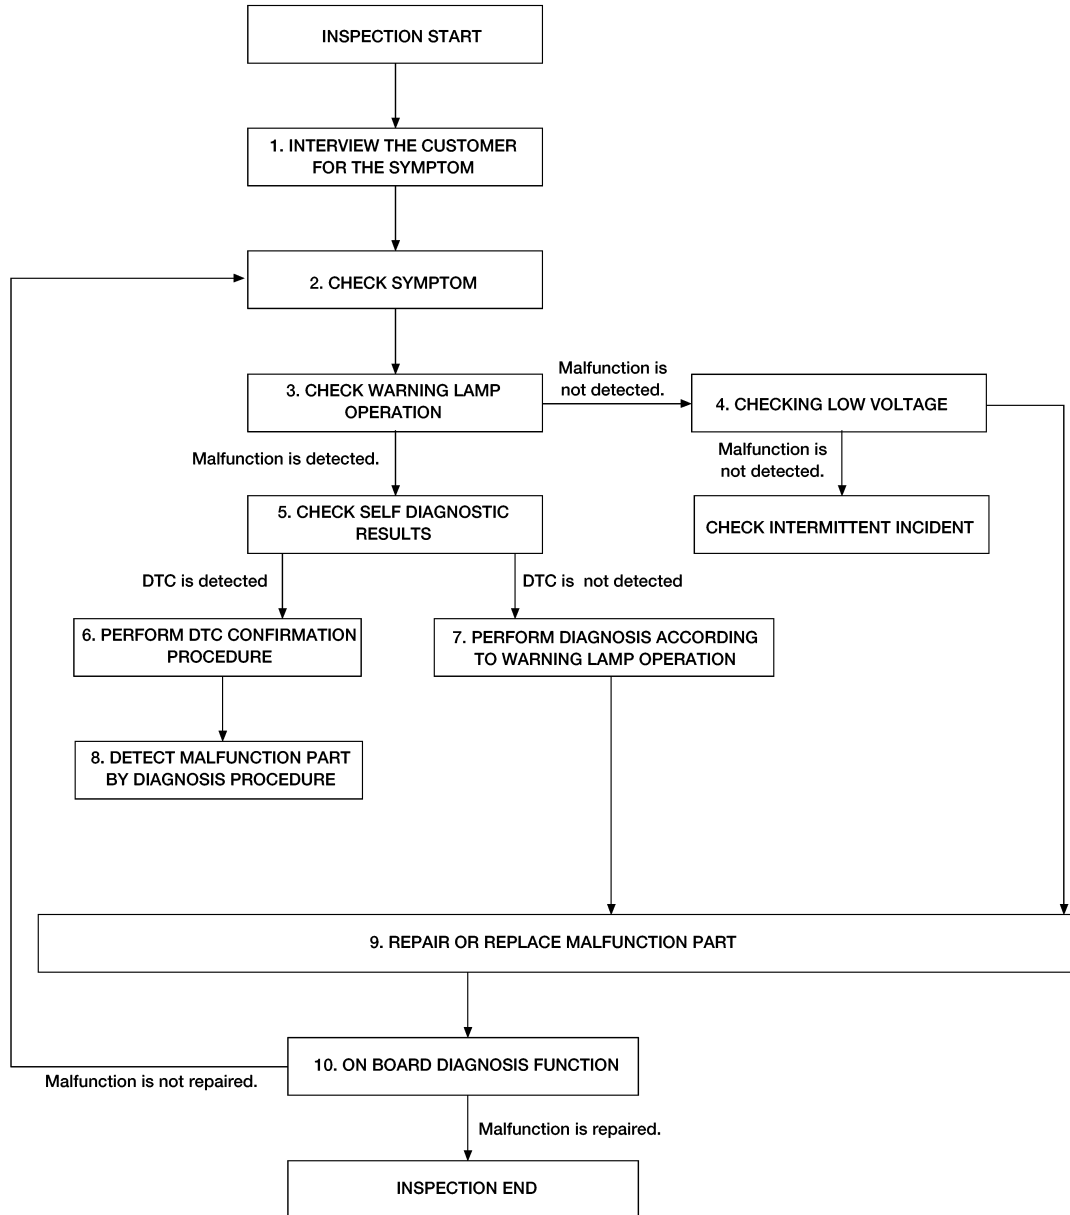 INSPECTION START
1. INTERVIEW THE CUSTOMER
FOR THE SYMPTOM
2. CHECK SYMPTOM
3. CHECK WARNING LAMP
OPERATION
Malfunction is
not detected.
4. CHECKING LOW VOLTAGE
Malfunction is detected.
Malfunction is
not detected.
5. CHECK SELF DIAGNOSTIC
RESULTS
CHECK INTERMITTENT INCIDENT
DTC is detected
DTC is  not detected
6. PERFORM DTC CONFIRMATION
PROCEDURE
7. PERFORM DIAGNOSIS ACCORDING
TO WARNING LAMP OPERATION
8. DETECT MALFUNCTION PART
BY DIAGNOSIS PROCEDURE
9. REPAIR OR REPLACE MALFUNCTION PART
10. ON BOARD DIAGNOSIS FUNCTION
Malfunction is not repaired.
Malfunction is repaired.
INSPECTION END